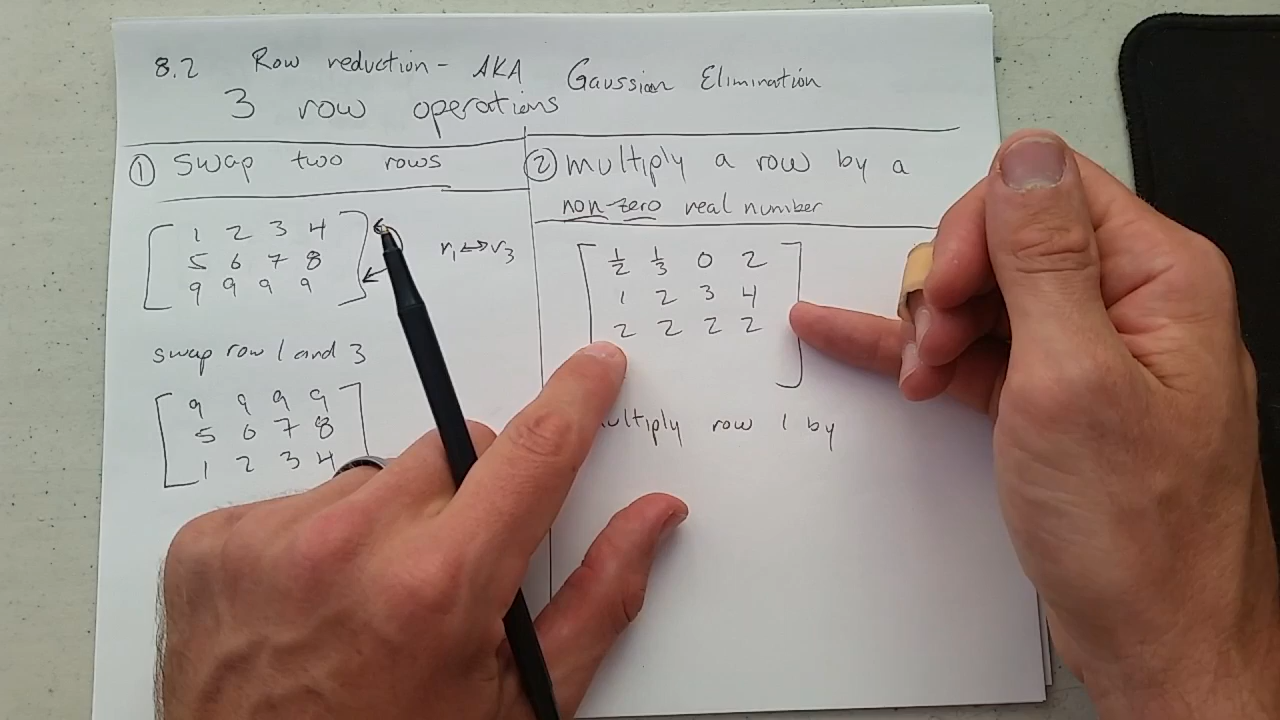 8.2 Row reduction - AKA Gaussian Elimination
3 row operations
① Swap two rows
1 2 3 4
5 6 7 8
9 9 9 9
r₁ ↔ r₃
swap row 1 and 3
9 9 9 9
5 6 7 8
1 2 3 4
② multiply a row by a
non-zero real number
1/2 1/3 0 2
1 2 3 4
2 2 2 2
ultiply row 1 by